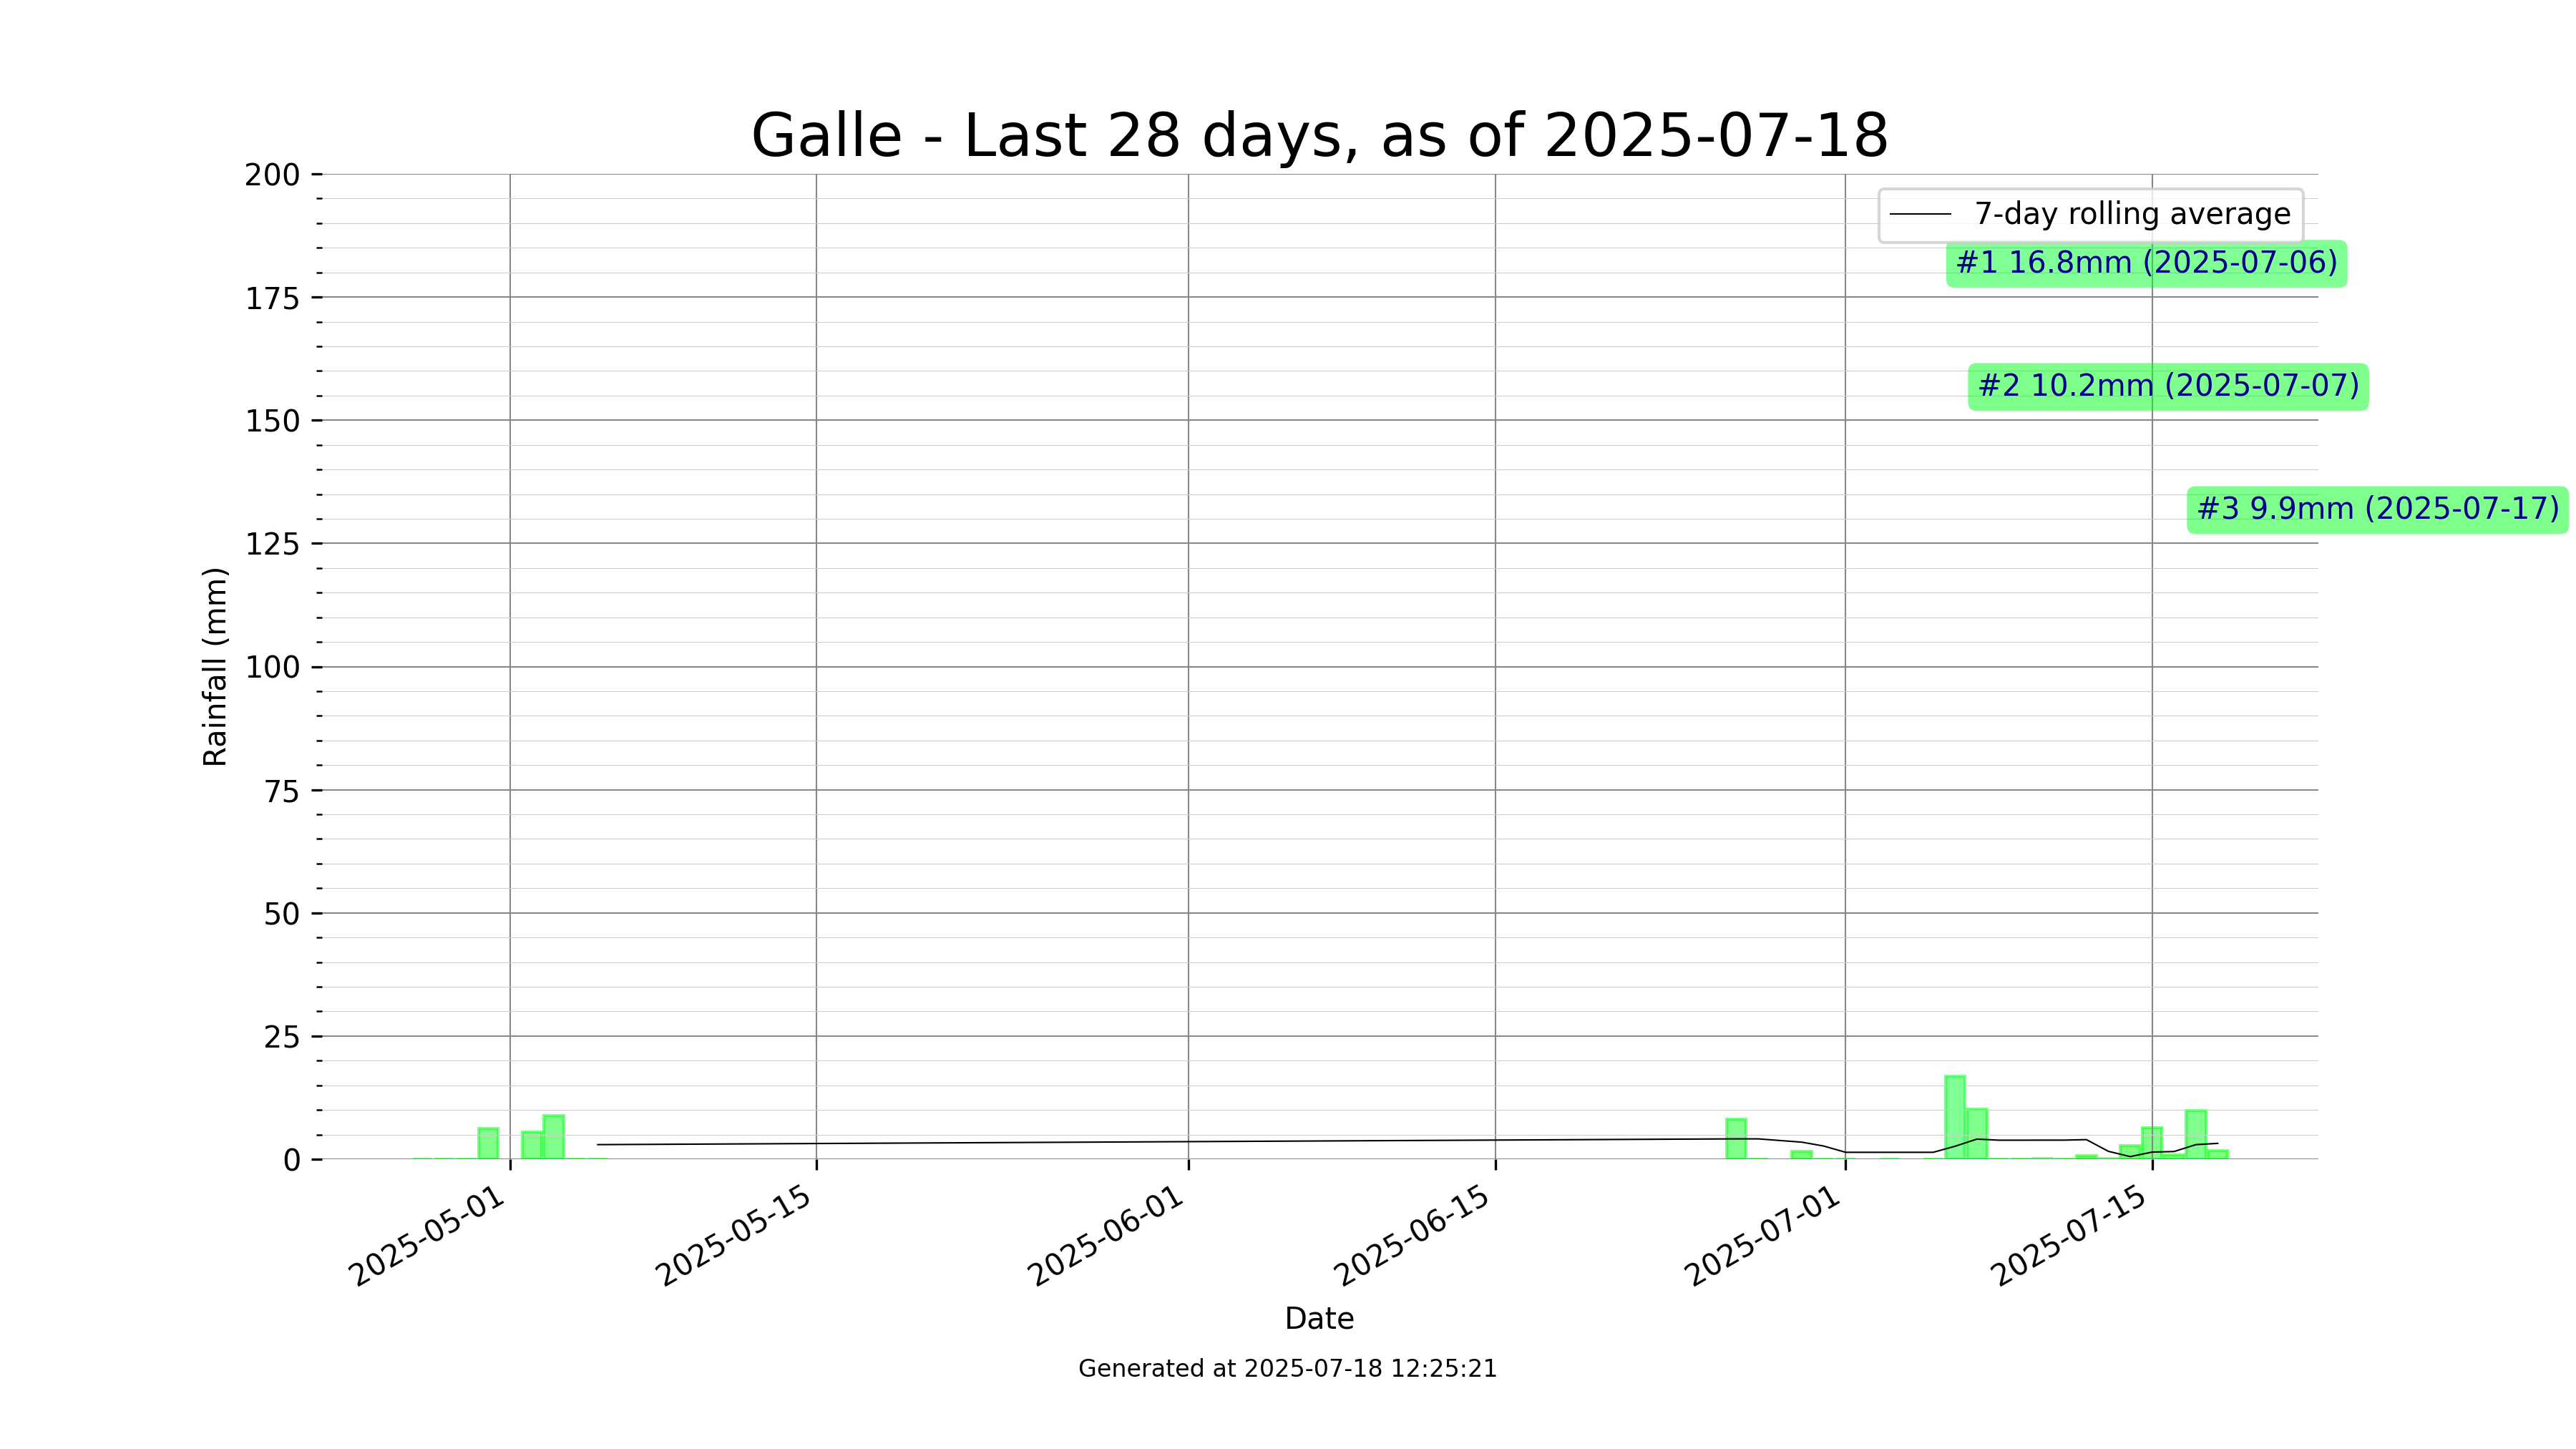 Galle - Last 28 days, as of 2025-07-18
7-day rolling average
#1 16.8mm (2025-07-06)
#2 10.2mm (2025-07-07)
#3 9.9mm (2025-07-17)
Rainfall (mm)
200
175
150
125
100
75
50
25
0
2025-05-01
2025-05-15
2025-06-01
2025-06-15
2025-07-01
2025-07-15
Date
Generated at 2025-07-18 12:25:21